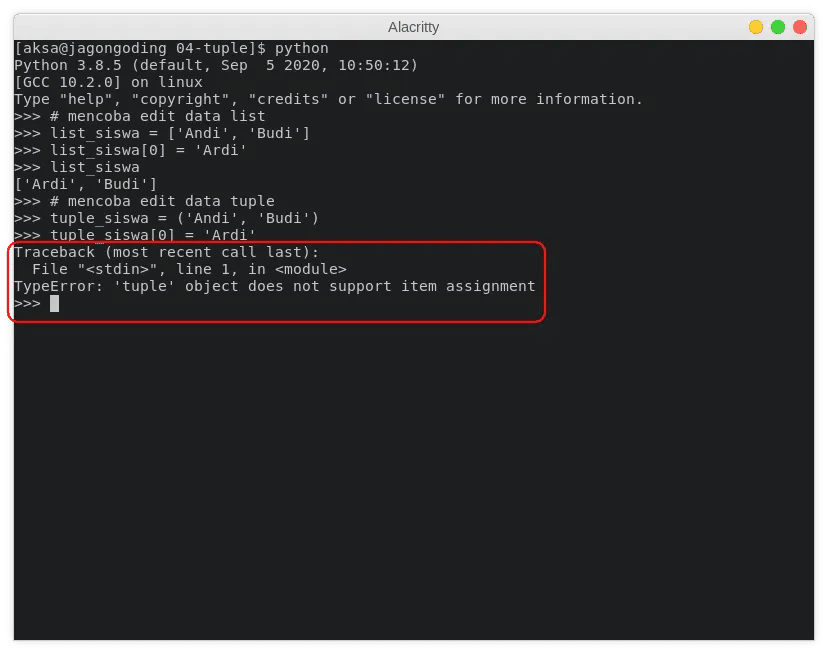 Alacritty
[aksa@jagongoding 04-tuple]$ python
Python 3.8.5 (default, Sep  5 2020, 10:50:12)
[GCC 10.2.0] on linux
Type "help", "copyright", "credits" or "license" for more information.
>>> # mencoba edit data list
>>> list_siswa = ['Andi', 'Budi']
>>> list_siswa[0] = 'Ardi'
>>> list_siswa
['Ardi', 'Budi']
>>> # mencoba edit data tuple
>>> tuple_siswa = ('Andi', 'Budi')
>>> tuple_siswa[0] = 'Ardi'
Traceback (most recent call last):
  File "<stdin>", line 1, in <module>
TypeError: 'tuple' object does not support item assignment
>>>